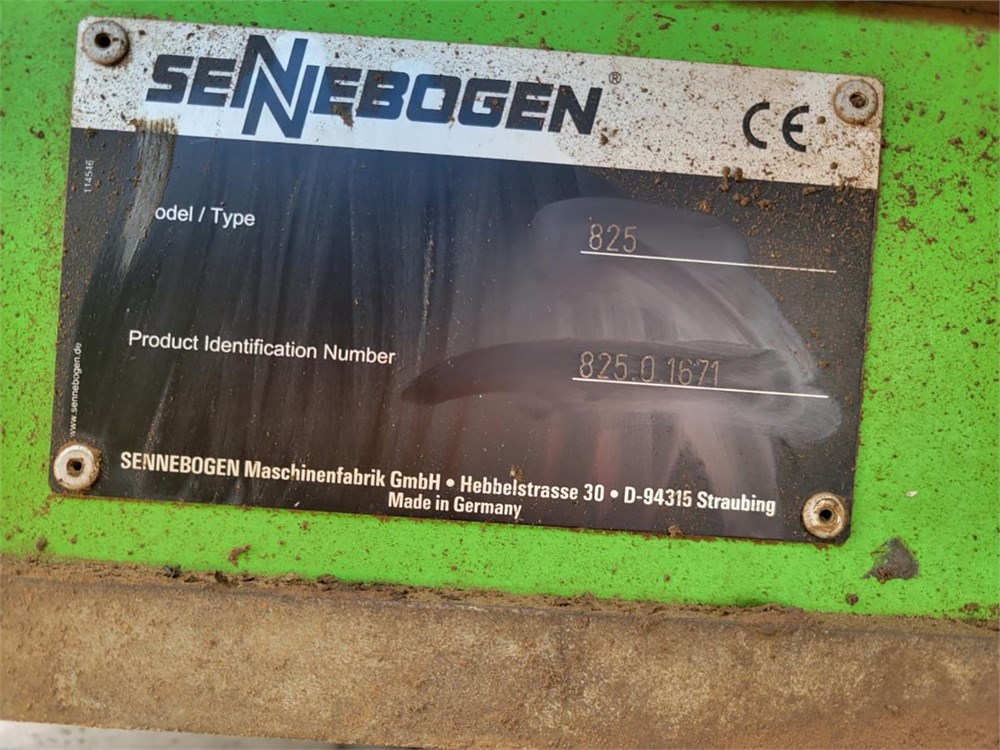 SENNEBOGEN®
CE
114516
odel / Type
825
Product Identification Number
825.0 1671
www.sennebogen.de
SENNEBOGEN Maschinenfabrik GmbH • Hebbelstrasse 30 • D-94315 Straubing
Made in Germany